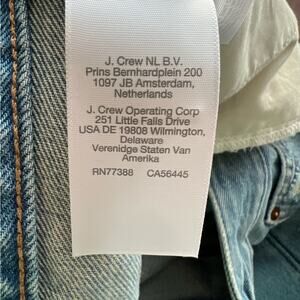 J. Crew NL B.V.
Prins Bernhardplein 200
1097 JB Amsterdam,
Netherlands
J. Crew Operating Corp
251 Little Falls Drive
USA DE 19808 Wilmington,
Delaware
Verenidge Staten Van
Amerika
RN77388 CA56445